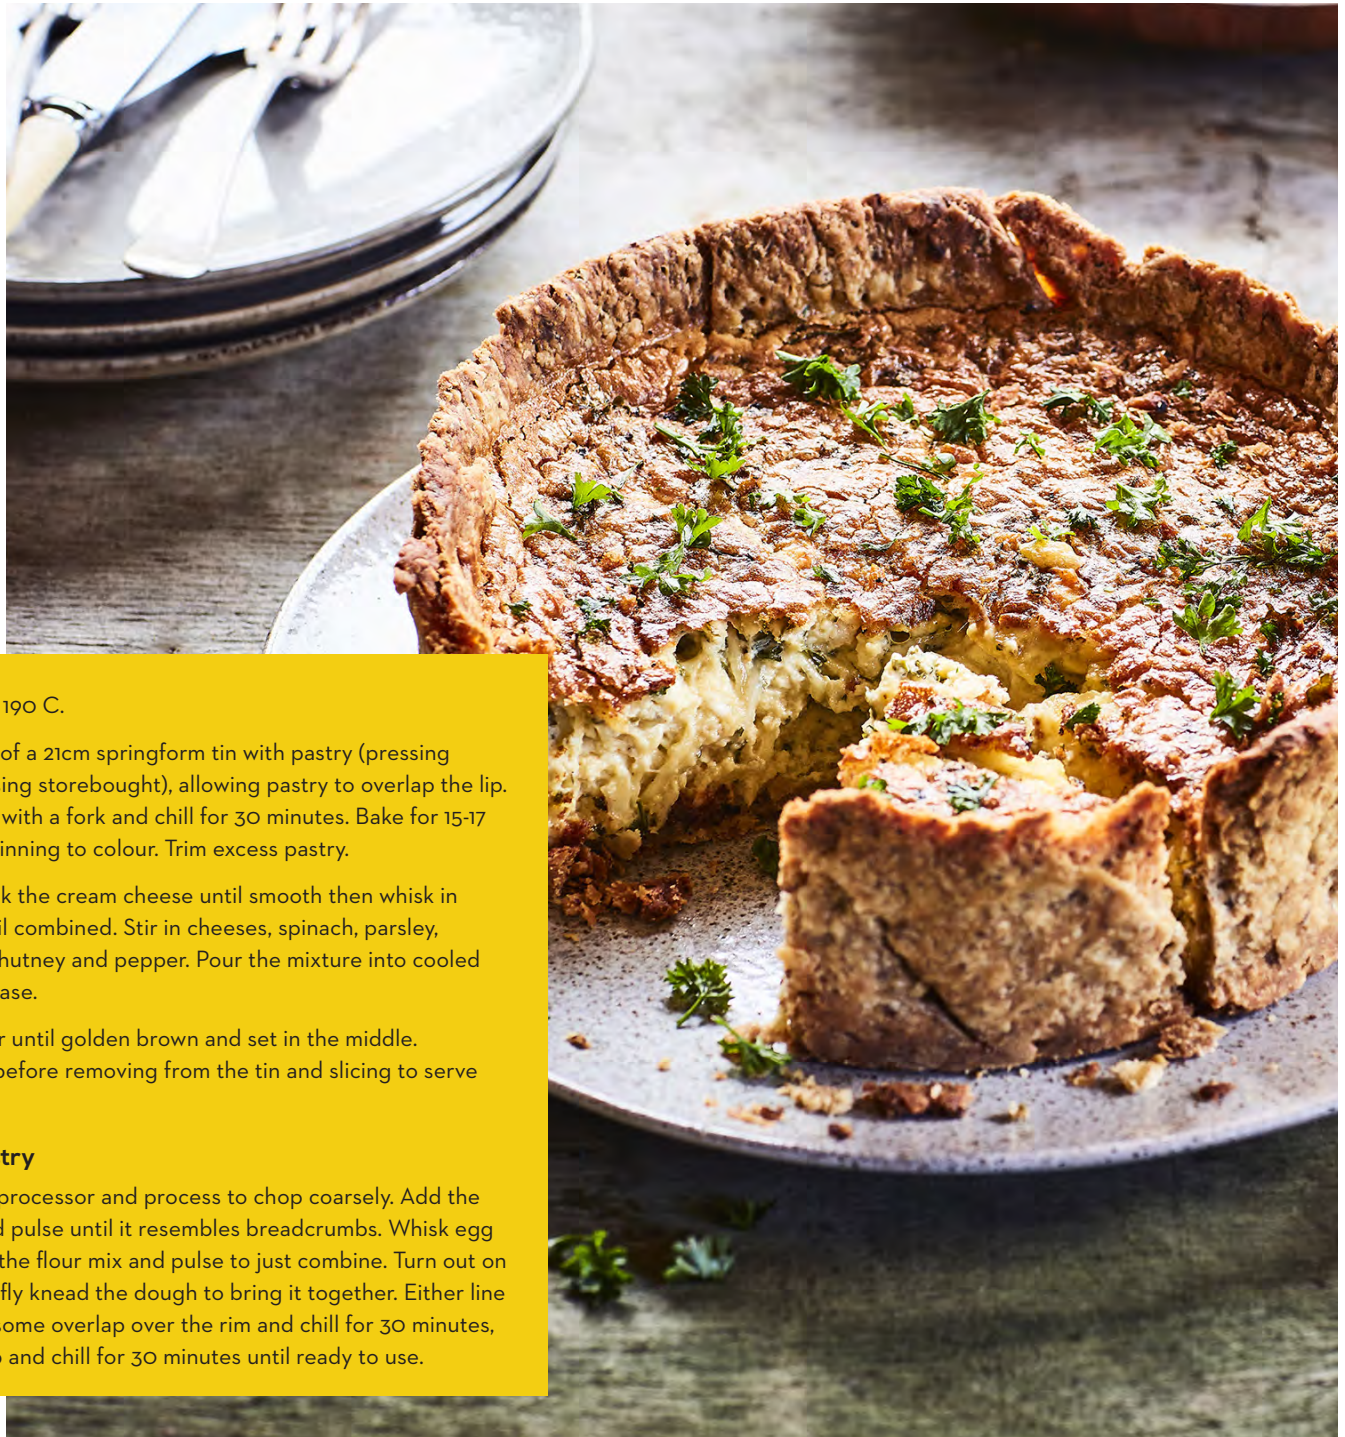 190 C.
of a 21cm springform tin with pastry (pressing
ing storebought), allowing pastry to overlap the lip.
with a fork and chill for 30 minutes. Bake for 15-17
inning to colour. Trim excess pastry.
k the cream cheese until smooth then whisk in
il combined. Stir in cheeses, spinach, parsley,
hutney and pepper. Pour the mixture into cooled
ase.
r until golden brown and set in the middle.
before removing from the tin and slicing to serve
try
processor and process to chop coarsely. Add the
d pulse until it resembles breadcrumbs. Whisk egg
the flour mix and pulse to just combine. Turn out on
fly knead the dough to bring it together. Either line
some overlap over the rim and chill for 30 minutes,
and chill for 30 minutes until ready to use.